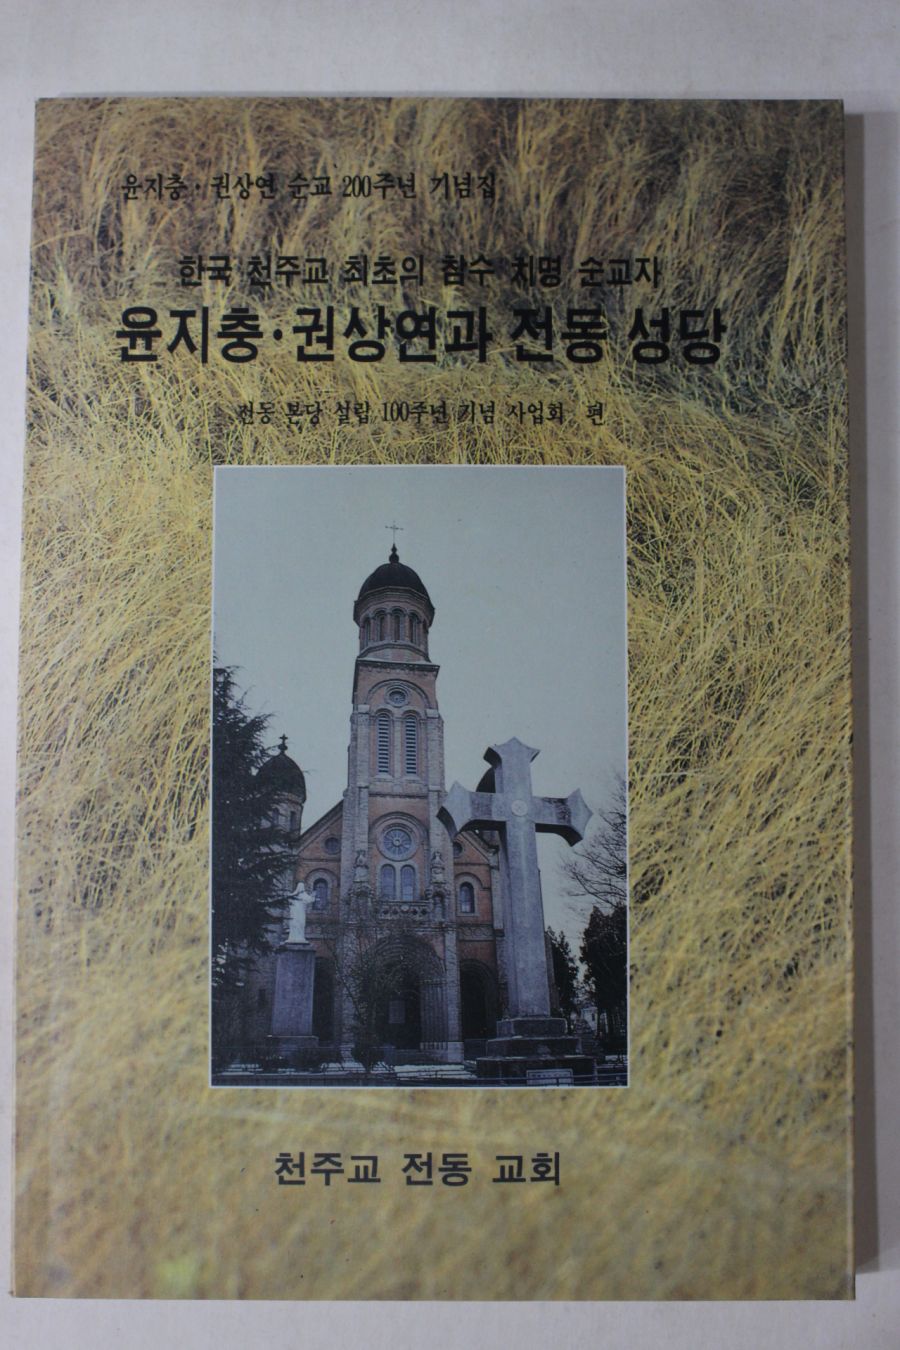 윤지충·권상연 순교 200주년 기념집
한국 천주교 최초의 참수 치명 순교자
윤지충·권상연과 전동 성당
전동 본당 설립 100주년 기념 사업회 편
천주교 전동 교회